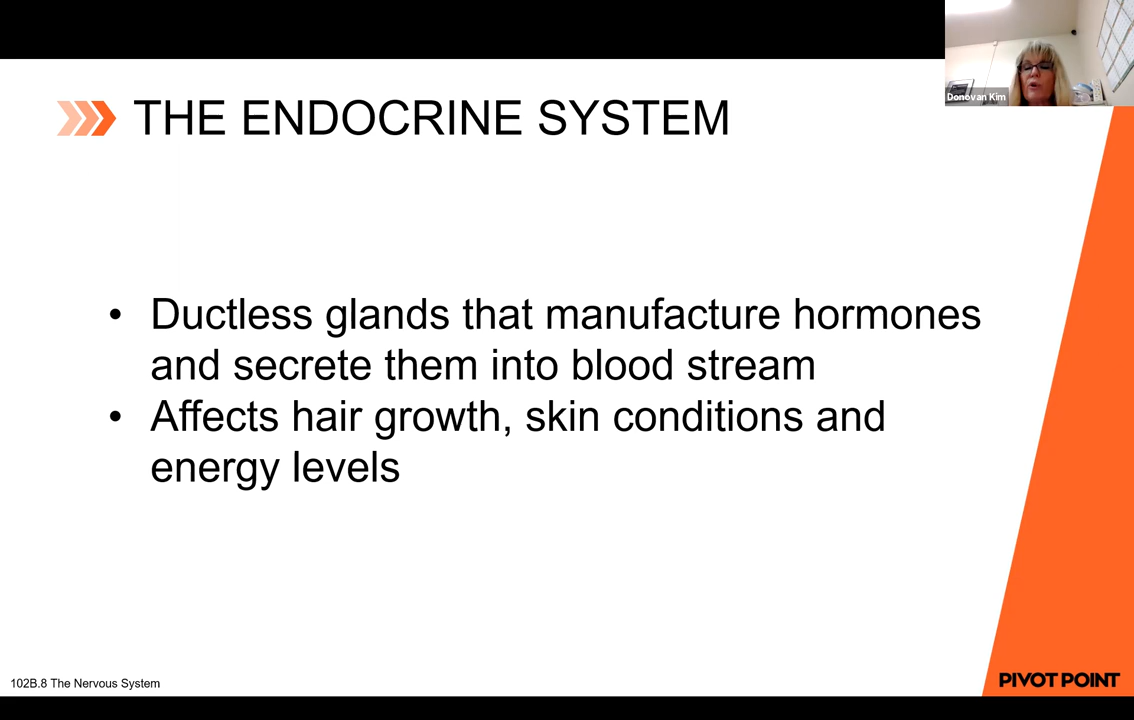 Donovan Kim
THE ENDOCRINE SYSTEM
• Ductless glands that manufacture hormones
and secrete them into blood stream
• Affects hair growth, skin conditions and
energy levels
102B.8 The Nervous System
PIVOT POINT